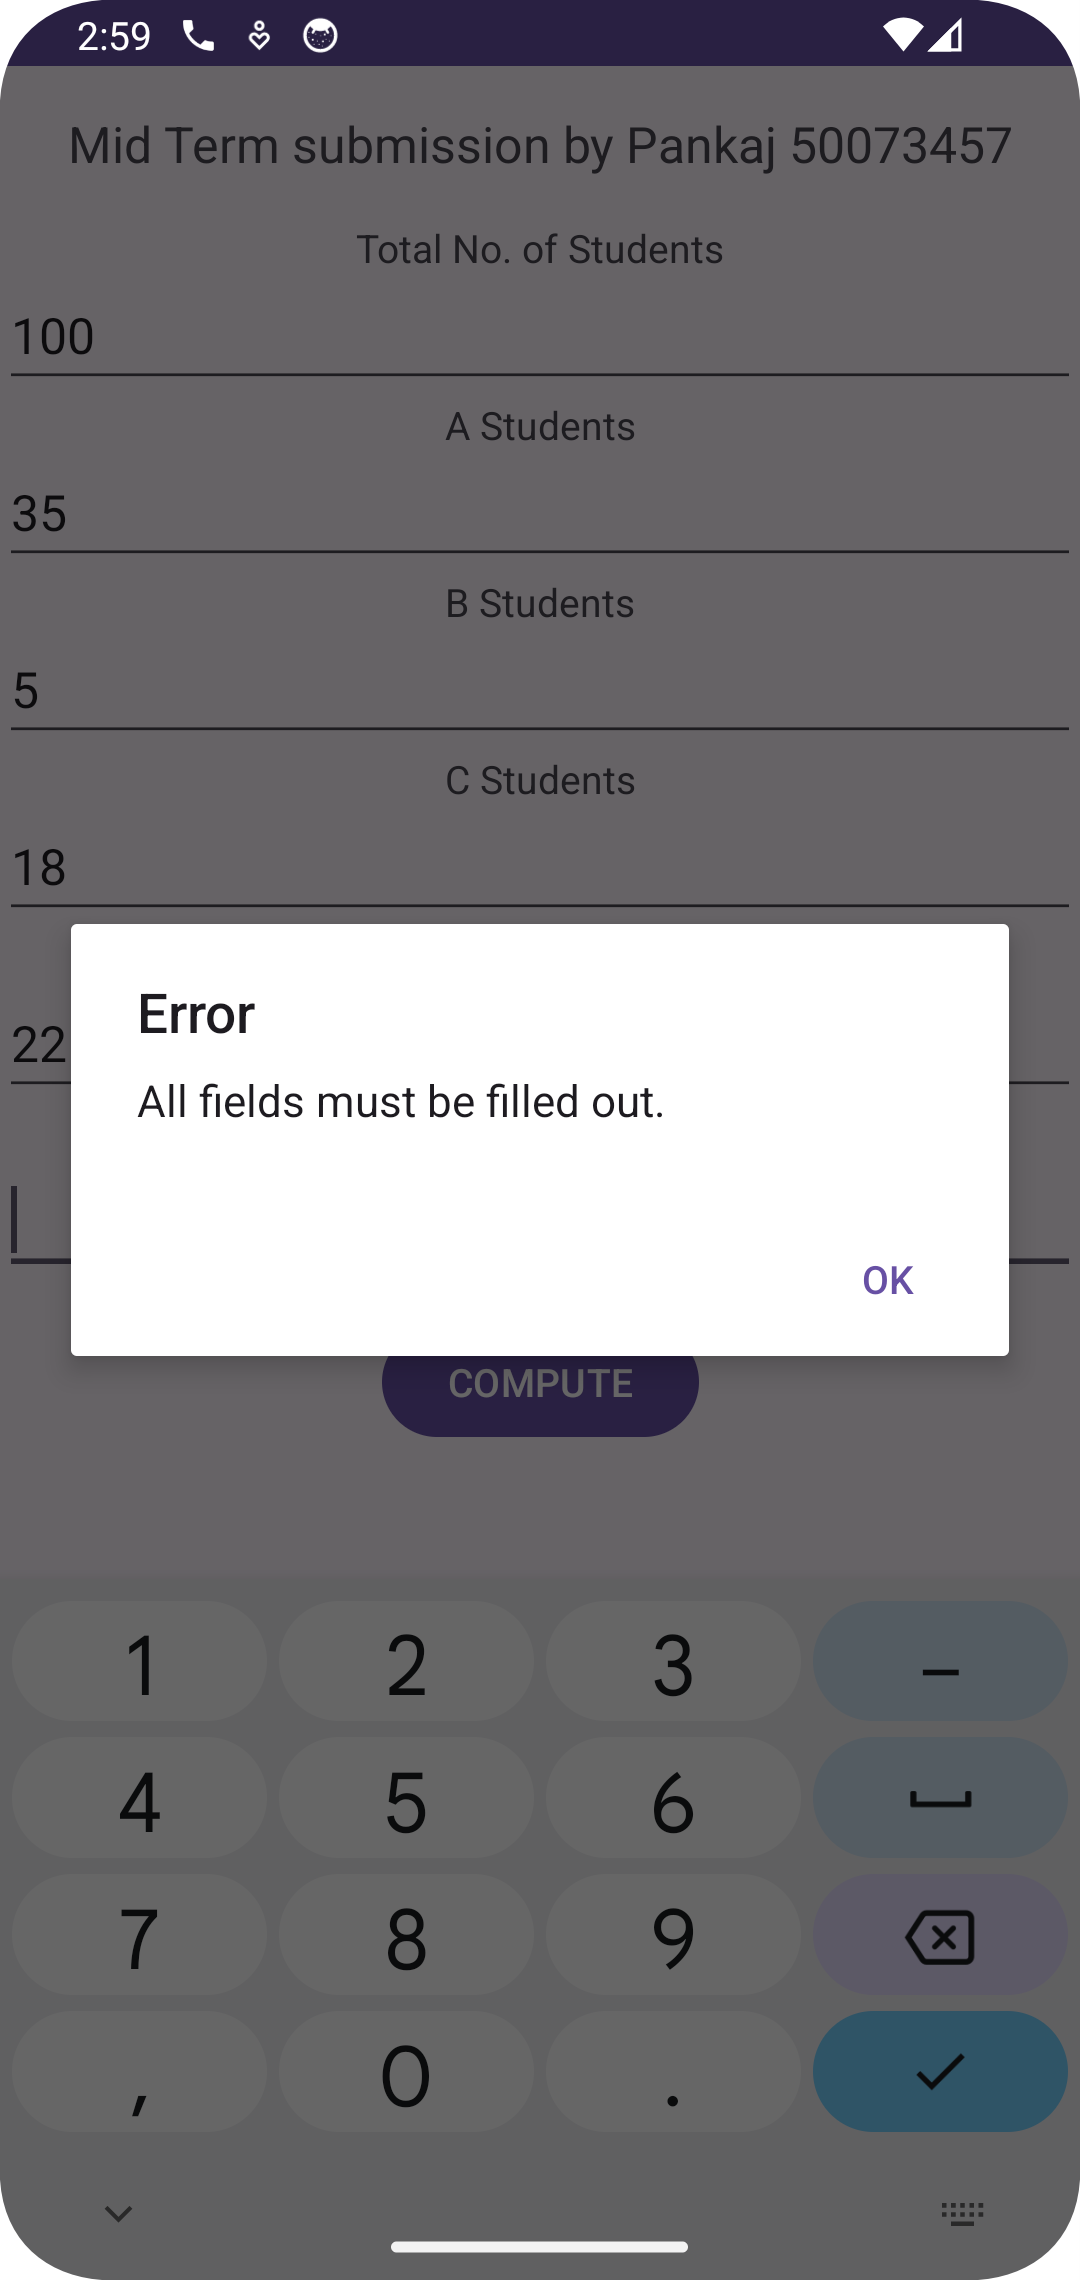 2:59
Mid Term submission by Pankaj 50073457
Total No. of Students
100
A Students
35
B Students
5
C Students
18
22
Error
All fields must be filled out.
OK
COMPUTE
1 2 3 –
4 5 6
7 8 9
, 0 .